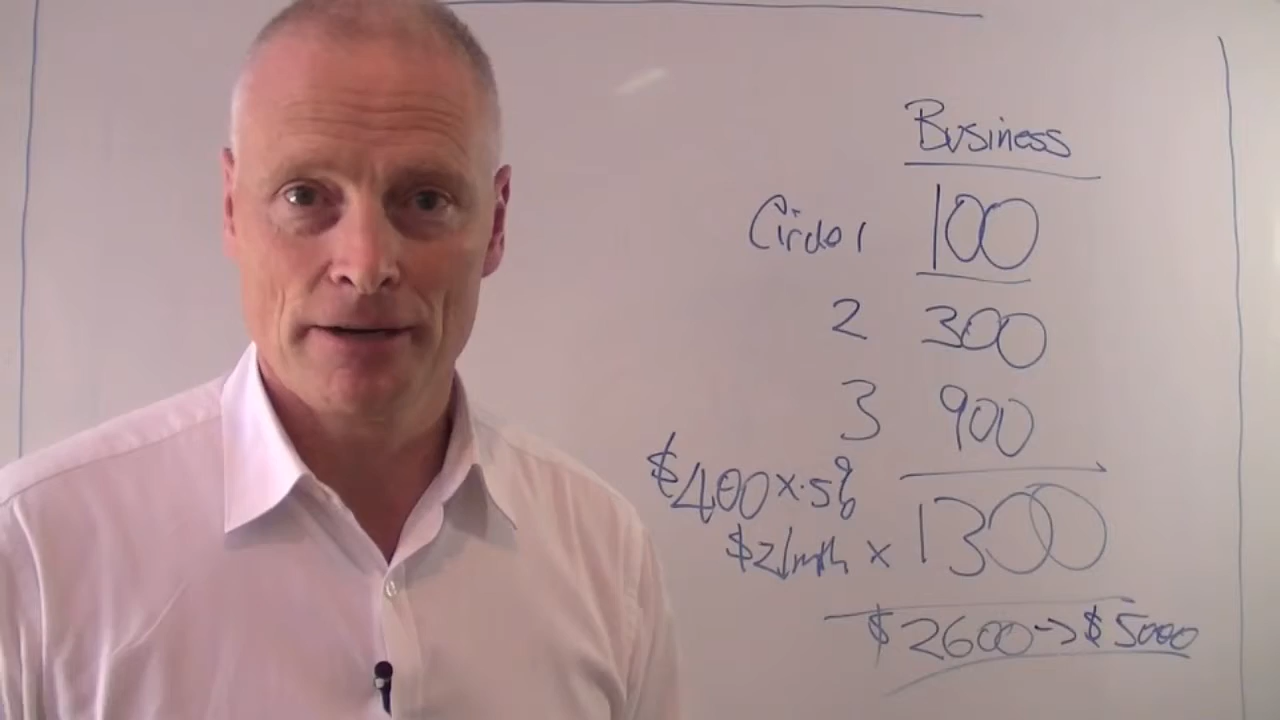 Business
Circle 1 100
2 300
3 900
$400 x .5%
$2/mth x 1300
$2600 -> $5000